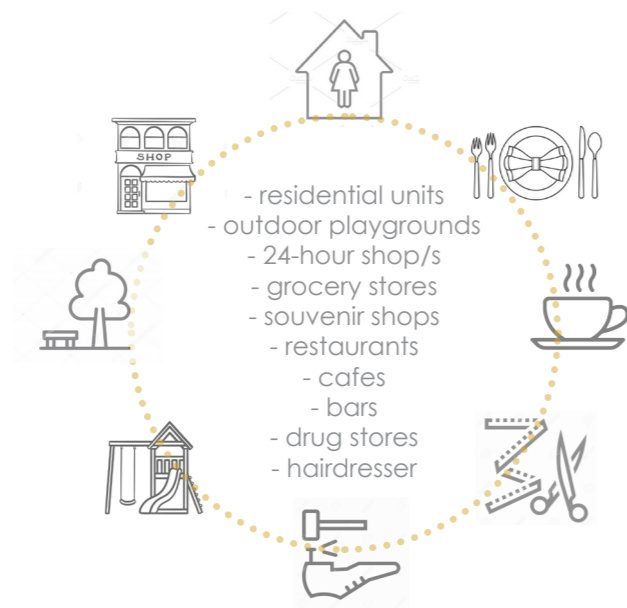 SHOP
- residential units
- outdoor playgrounds
- 24-hour shop/s
- grocery stores
- souvenir shops
- restaurants
- cafes
- bars
- drug stores
- hairdresser